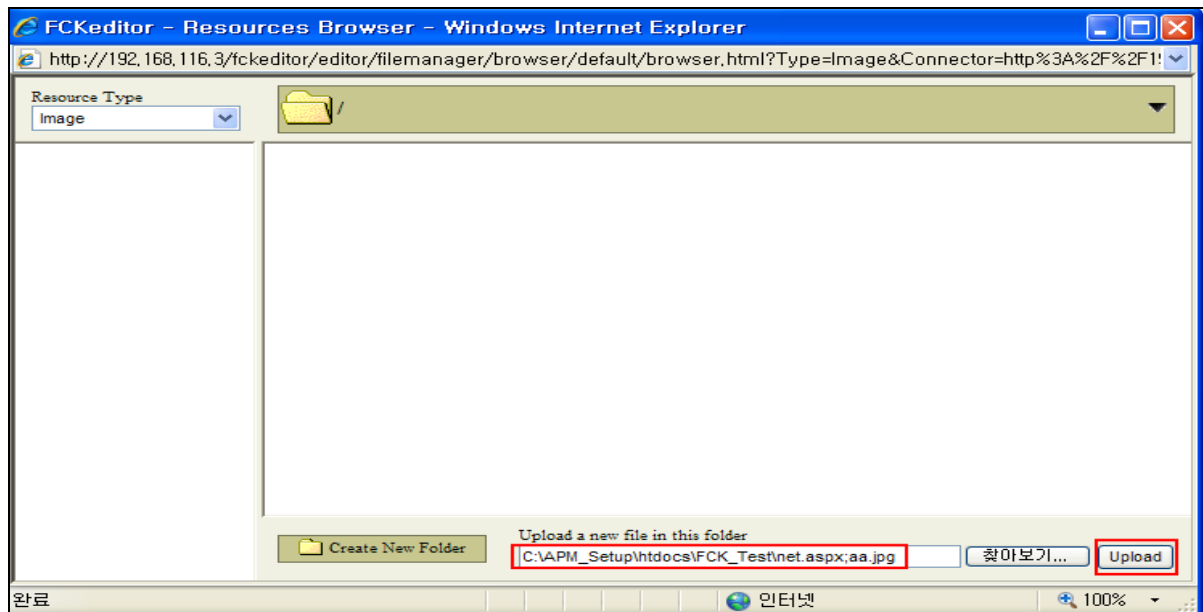 FCKeditor - Resources Browser - Windows Internet Explorer
http://192,168,116,3/fckeditor/editor/filemanager/browser/default/browser,html?Type=Image&Connector=http%3A%2F%2F1!
Resource Type
Image
/
Create New Folder
Upload a new file in this folder
C:\APM_Setup\htdocs\FCK_Test\net.aspx;aa.jpg
찾아보기...
Upload
완료
인터넷
100%